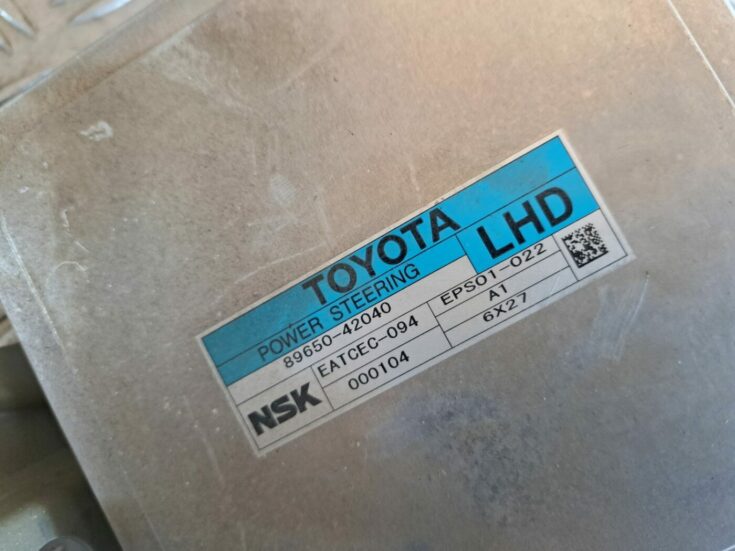 TOYOTA
POWER STEERING
LHD
89650-42040
EPS01-022
NSK
EATCEC-094
A1
000104
6X27